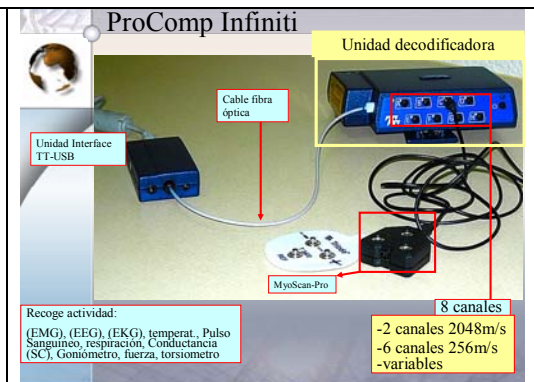 ProComp Infiniti
Unidad decodificadora
Cable fibra
óptica
Unidad Interface
TT-USB
MyoScan-Pro
8 canales
-2 canales 2048m/s
-6 canales 256m/s
-variables
Recoge actividad:
(EMG), (EEG), (EKG), temperat., Pulso
Sanguíneo, respiración, Conductancia
(SC), Goniómetro, fuerza, torsiometro